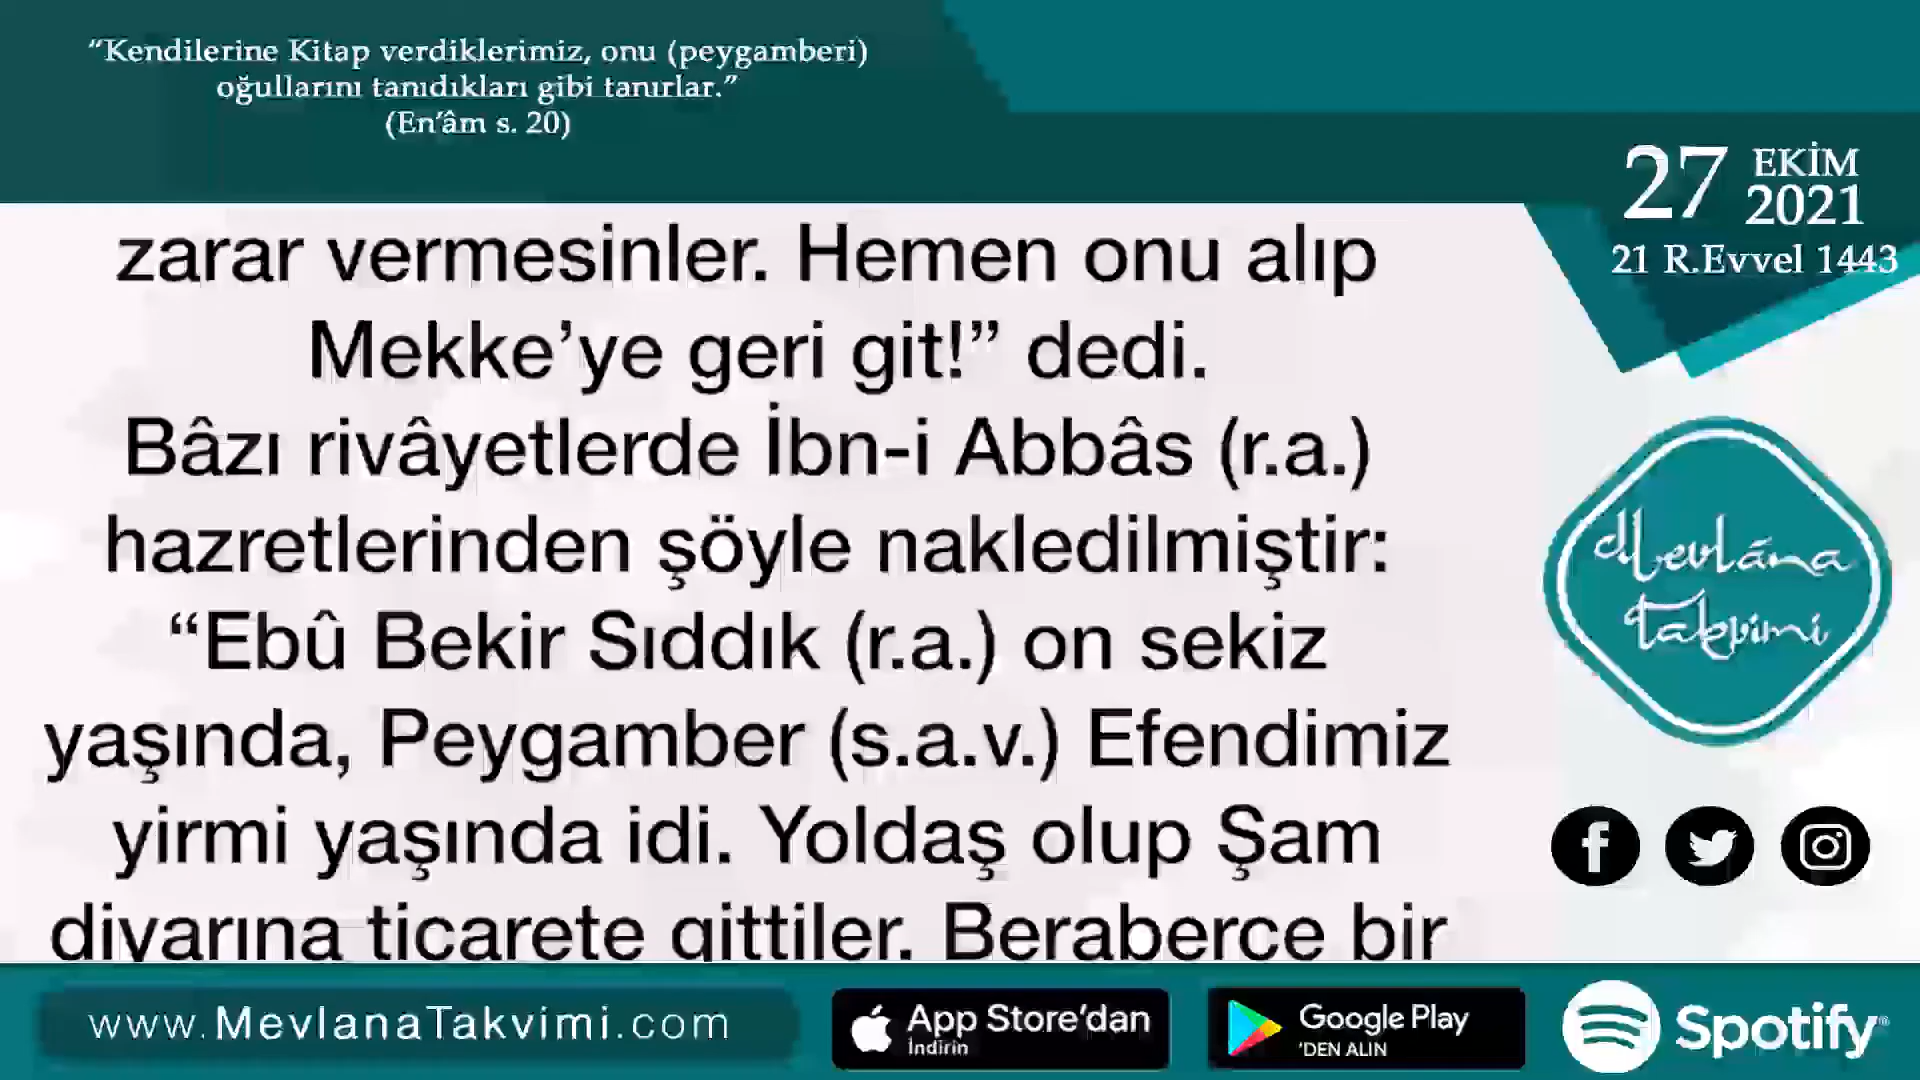 “Kendilerine Kitap verdiklerimiz, onu (peygamberi)
oğullarını tanıdıkları gibi tanırlar.”
(En’âm s. 20)
27 EKİM
2021
21 R.Evvel 1443
zarar vermesinler. Hemen onu alıp
Mekke’ye geri git!” dedi.
Bâzı rivâyetlerde İbn-i Abbâs (r.a.)
hazretlerinden şöyle nakledilmiştir:
“Ebû Bekir Sıddık (r.a.) on sekiz
yaşında, Peygamber (s.a.v.) Efendimiz
yirmi yaşında idi. Yoldaş olup Şam
diyarına ticarete gittiler. Beraberce bir
Mevlâna
Takvimi
www.MevlanaTakvimi.com
App Store’dan
İndirin
Google Play
’DEN ALIN
Spotify